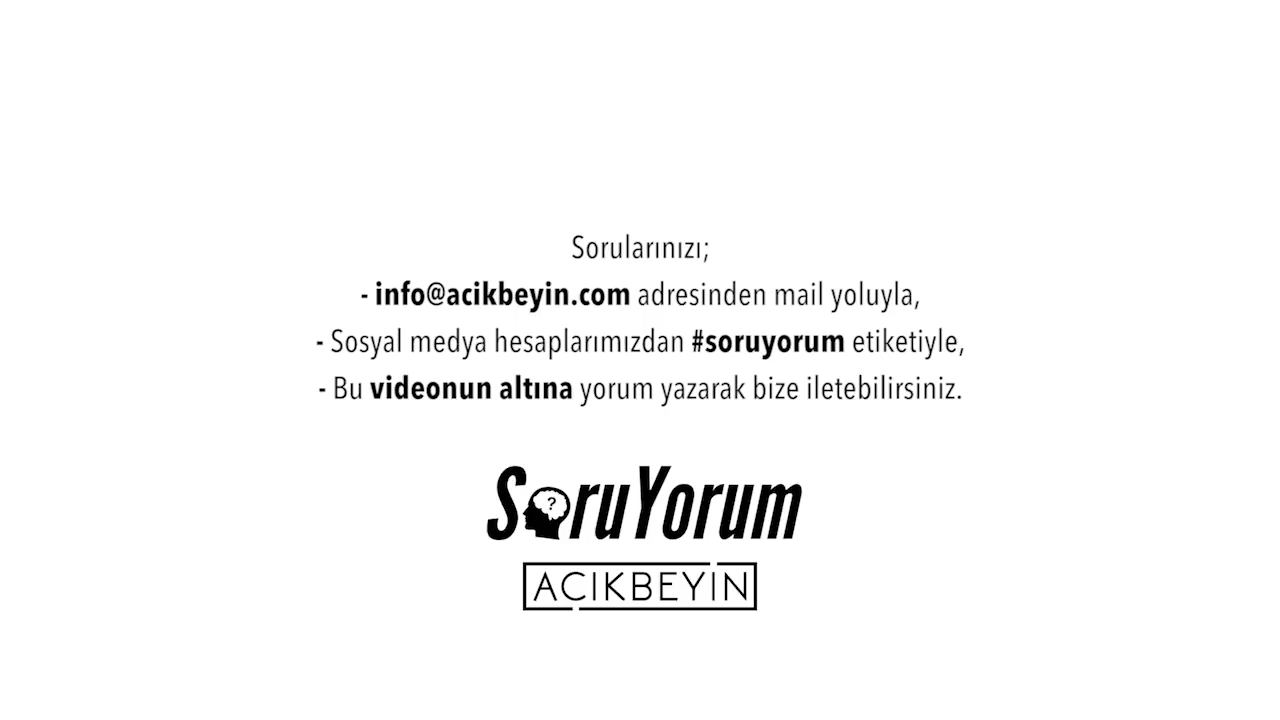 Sorularınızı;
- info@acikbeyin.com adresinden mail yoluyla,
- Sosyal medya hesaplarımızdan #soruyorum etiketiyle,
- Bu videonun altına yorum yazarak bize iletebilirsiniz.
SoruYorum
AÇIKBEYİN